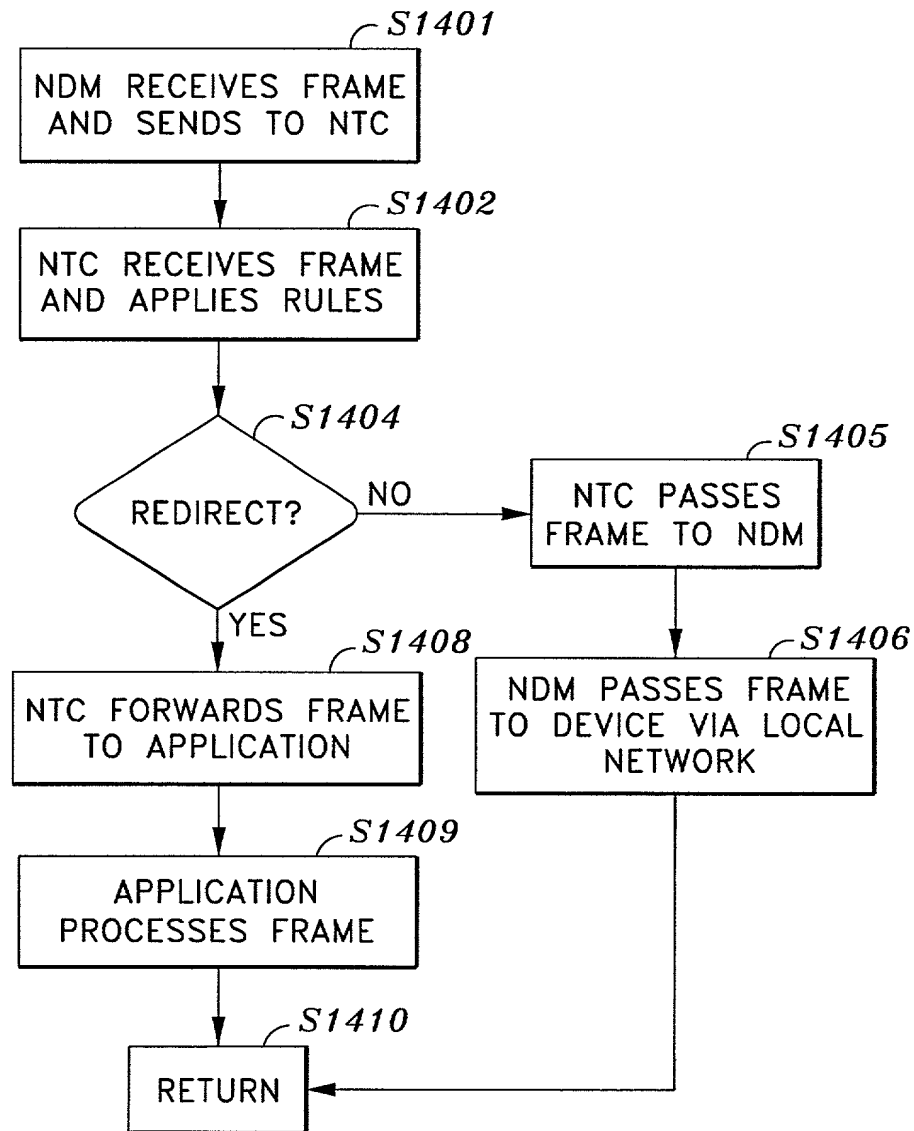 S1401
NDM RECEIVES FRAME
AND SENDS TO NTC
S1402
NTC RECEIVES FRAME
AND APPLIES RULES
S1404
REDIRECT?
NO
YES
S1405
NTC PASSES
FRAME TO NDM
S1406
NDM PASSES FRAME
TO DEVICE VIA LOCAL
NETWORK
S1408
NTC FORWARDS FRAME
TO APPLICATION
S1409
APPLICATION
PROCESSES FRAME
S1410
RETURN